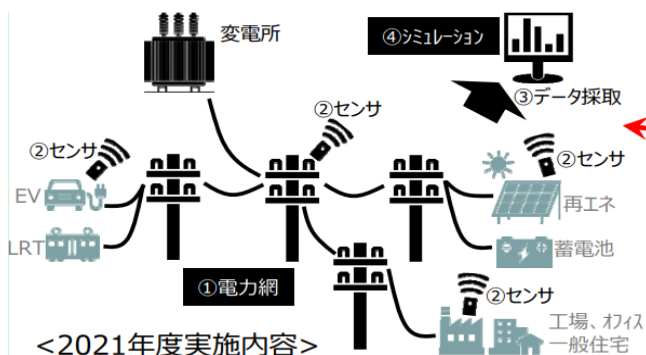 変電所
④シミュレーション
③データ採取
②センサ
②センサ
②センサ
EV
再エネ
LRT
蓄電池
①電力網
②センサ
工場、オフィス
一般住宅
<2021年度実施内容>